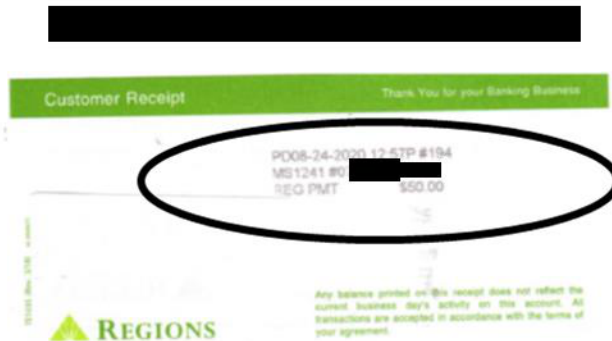 Customer Receipt
Thank You for your Banking Business
PD08-24-2020 12:57P #194
MS1241 #0
REG PMT $50.00
Any balance printed on this receipt does not reflect the
current business day's activity on this account. All
transactions are accepted in accordance with the terms of
your agreement.
REGIONS